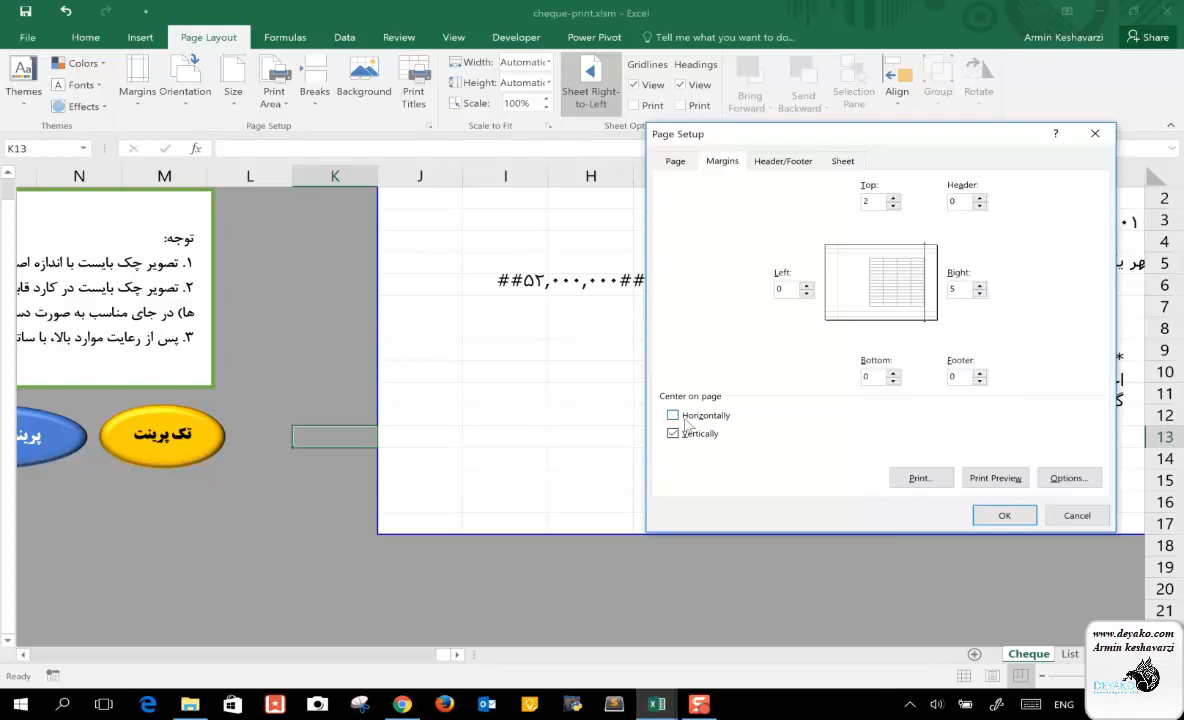 cheque-print.xlsm - Excel
File Home Insert Page Layout Formulas Data Review View Developer Power Pivot Tell me what you want to do... Armin Keshavarzi Share
Themes Colors Fonts Effects Margins Orientation Size Print Area Breaks Background Print Titles Width: Automatic Height: Automatic Scale: 100% Sheet Right-to-Left Gridlines View Print Headings View Print Bring Forward Send Backward Selection Pane Align Group Rotate
Themes Page Setup Scale to Fit Sheet Opt
K13 fx
N M L K J I H
2
3
4
5
6
7
8
9
10
11
12
13
14
15
16
17
18
19
20
21
توجه:
۱. تصویر چک بایست با اندازه
۲. تصویر چک بایست در کارد
ها) در جای مناسب به صورت
۳. پس از رعایت موارد بالا، با
تک پرینت
##۵۲,۰۰۰,۰۰۰##
۰۱
Page Setup ?
Page Margins Header/Footer Sheet
Top: Header:
2 0
Left: Right:
0 5
Bottom: Footer:
0 0
Center on page
Horizontally
Vertically
Print... Print Preview Options...
OK Cancel
Cheque List
Ready
www.deyako.com
Armin keshavarzi
DEYAKO
ENG